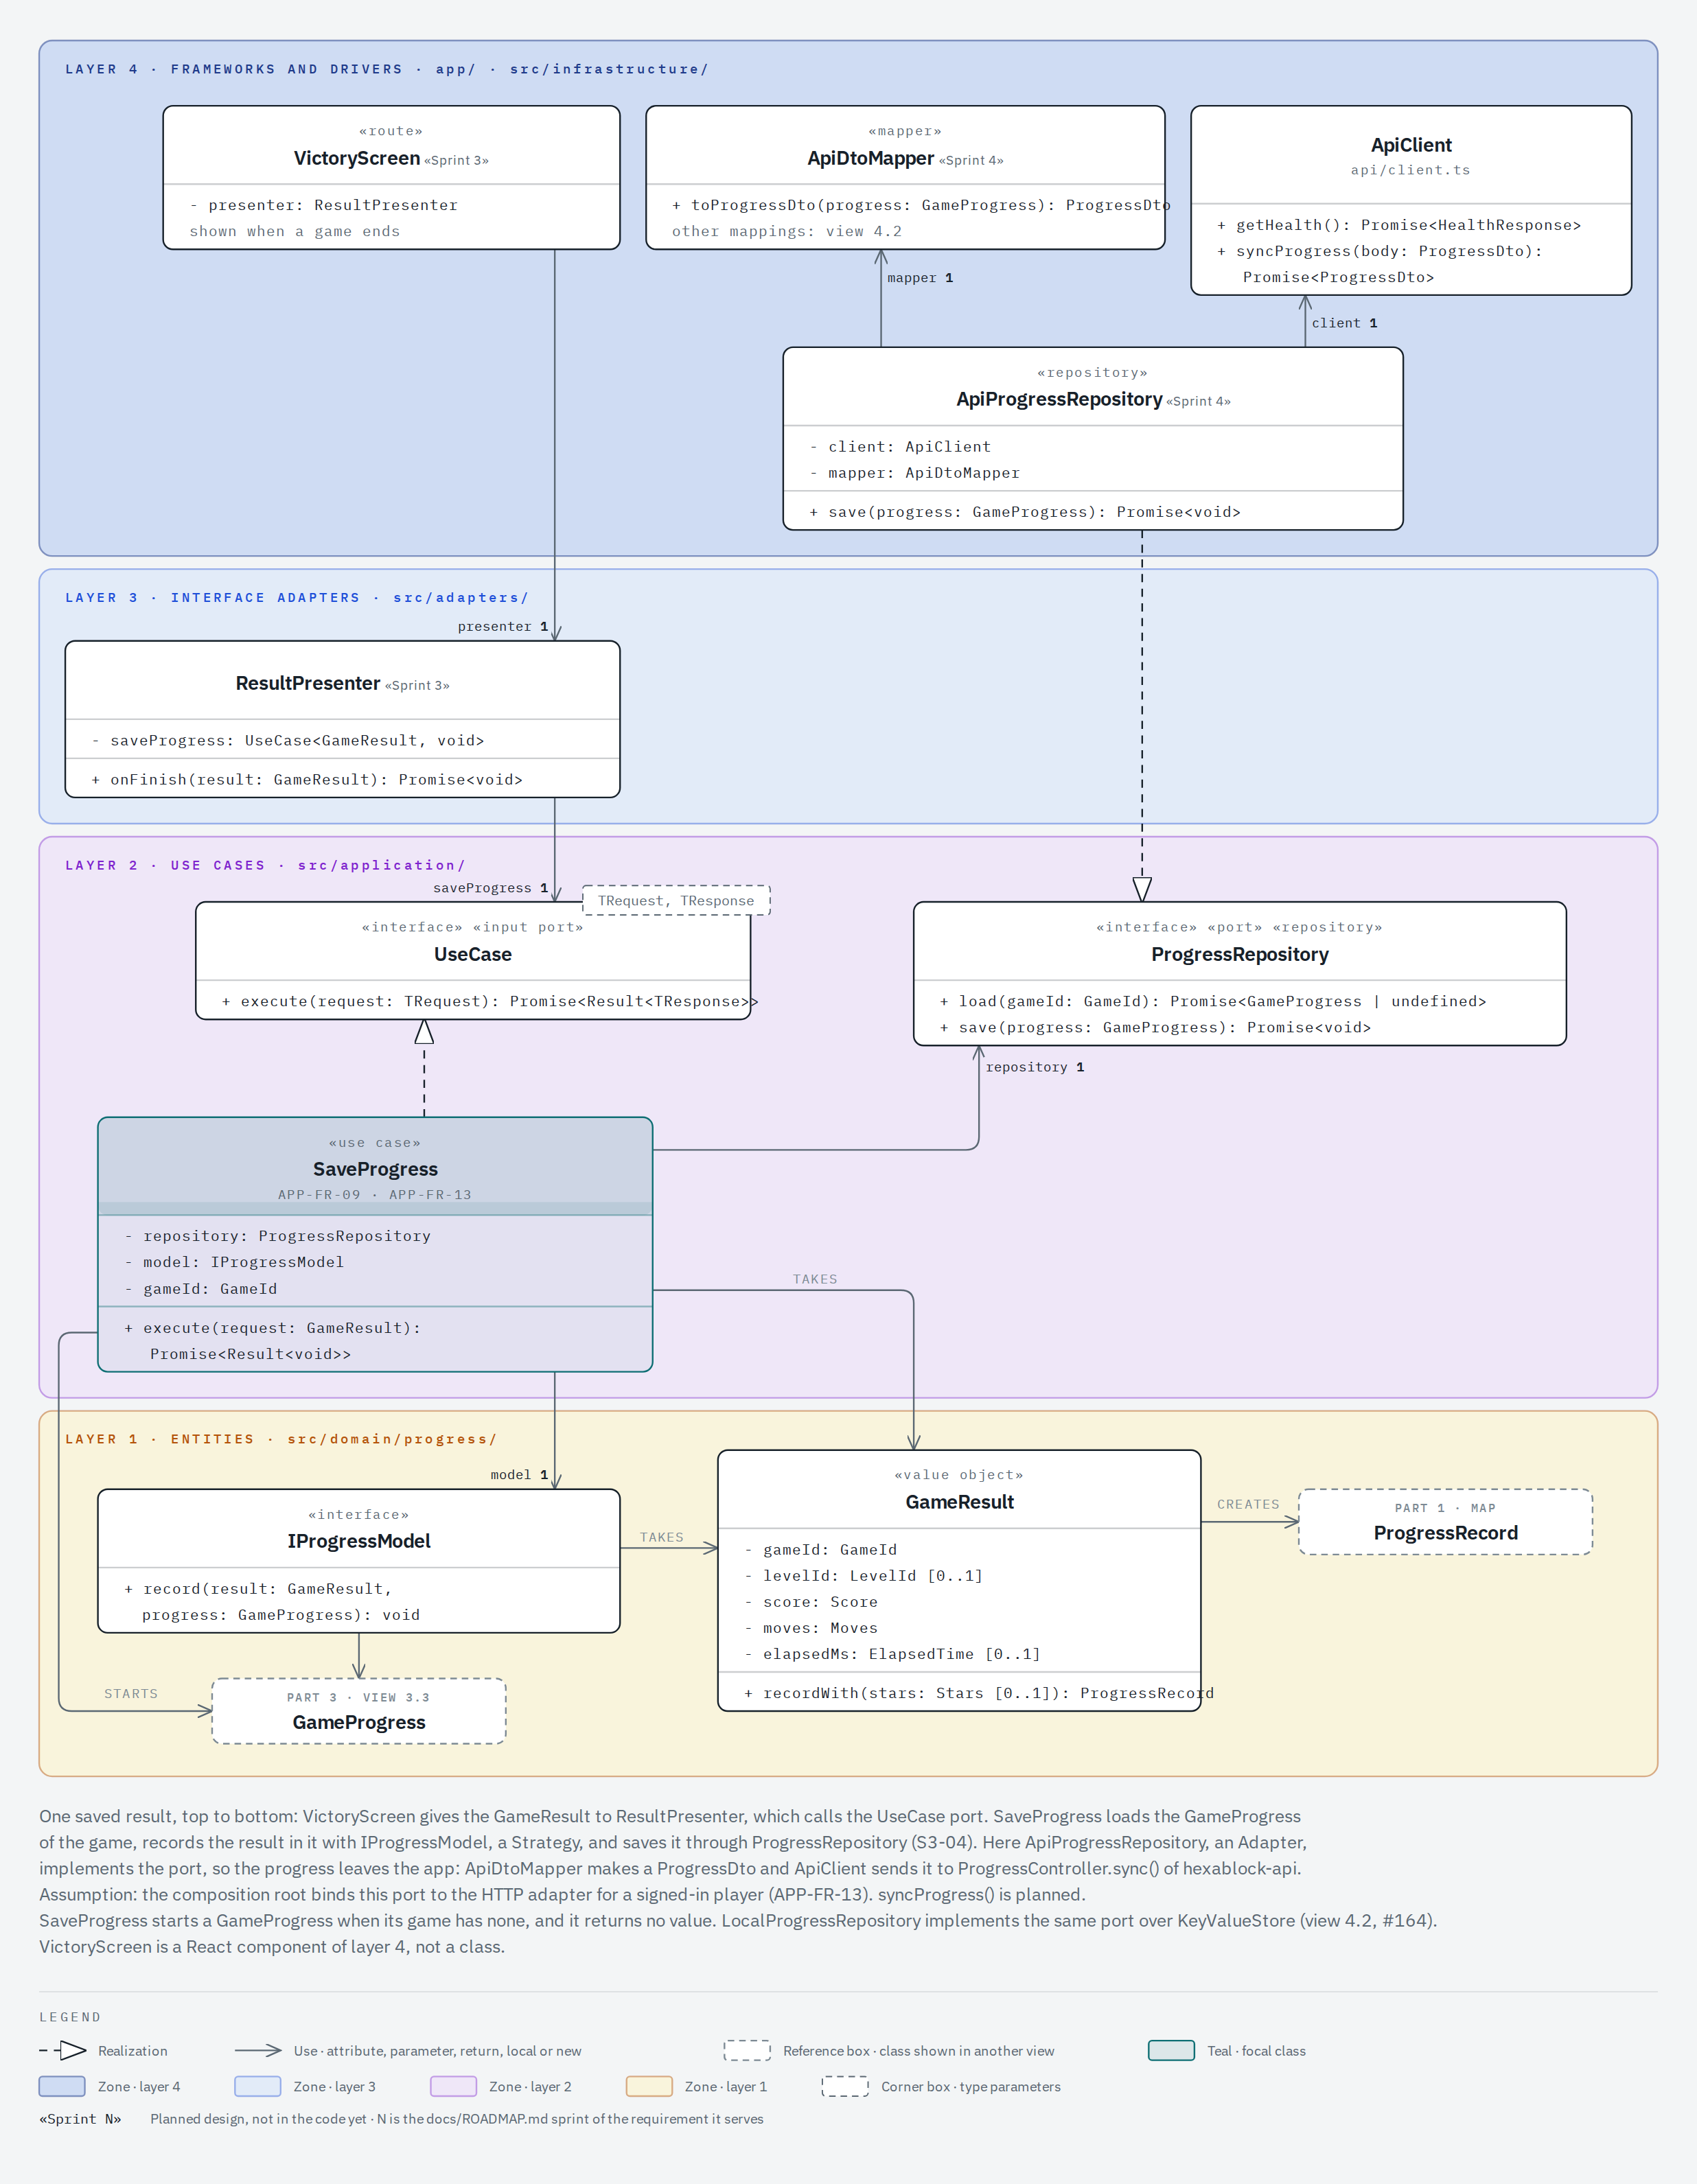 LAYER 4 · FRAMEWORKS AND DRIVERS · app/ · src/infrastructure/
«route»
VictoryScreen «Sprint 3»
- presenter: ResultPresenter
shown when a game ends
«mapper»
ApiDtoMapper «Sprint 4»
+ toProgressDto(progress: GameProgress): ProgressDto
other mappings: view 4.2
ApiClient
api/client.ts
+ getHealth(): Promise<HealthResponse>
+ syncProgress(body: ProgressDto):
Promise<ProgressDto>
mapper 1
client 1
«repository»
ApiProgressRepository «Sprint 4»
- client: ApiClient
- mapper: ApiDtoMapper
+ save(progress: GameProgress): Promise<void>
LAYER 3 · INTERFACE ADAPTERS · src/adapters/
presenter 1
ResultPresenter «Sprint 3»
- saveProgress: UseCase<GameResult, void>
+ onFinish(result: GameResult): Promise<void>
LAYER 2 · USE CASES · src/application/
saveProgress 1
TRequest, TResponse
«interface» «input port»
UseCase
+ execute(request: TRequest): Promise<Result<TResponse>>
«interface» «port» «repository»
ProgressRepository
+ load(gameId: GameId): Promise<GameProgress | undefined>
+ save(progress: GameProgress): Promise<void>
repository 1
«use case»
SaveProgress
APP-FR-09 · APP-FR-13
- repository: ProgressRepository
- model: IProgressModel
- gameId: GameId
+ execute(request: GameResult):
Promise<Result<void>>
TAKES
LAYER 1 · ENTITIES · src/domain/progress/
model 1
«interface»
IProgressModel
+ record(result: GameResult,
progress: GameProgress): void
TAKES
«value object»
GameResult
- gameId: GameId
- levelId: LevelId [0..1]
- score: Score
- moves: Moves
- elapsedMs: ElapsedTime [0..1]
+ recordWith(stars: Stars [0..1]): ProgressRecord
CREATES
PART 1 · MAP
ProgressRecord
STARTS
PART 3 · VIEW 3.3
GameProgress
One saved result, top to bottom: VictoryScreen gives the GameResult to ResultPresenter, which calls the UseCase port. SaveProgress loads the GameProgress
of the game, records the result in it with IProgressModel, a Strategy, and saves it through ProgressRepository (S3-04). Here ApiProgressRepository, an Adapter,
implements the port, so the progress leaves the app: ApiDtoMapper makes a ProgressDto and ApiClient sends it to ProgressController.sync() of hexablock-api.
Assumption: the composition root binds this port to the HTTP adapter for a signed-in player (APP-FR-13). syncProgress() is planned.
SaveProgress starts a GameProgress when its game has none, and it returns no value. LocalProgressRepository implements the same port over KeyValueStore (view 4.2, #164).
VictoryScreen is a React component of layer 4, not a class.
LEGEND
Realization
Use · attribute, parameter, return, local or new
Reference box · class shown in another view
Teal · focal class
Zone · layer 4
Zone · layer 3
Zone · layer 2
Zone · layer 1
Corner box · type parameters
«Sprint N» Planned design, not in the code yet · N is the docs/ROADMAP.md sprint of the requirement it serves